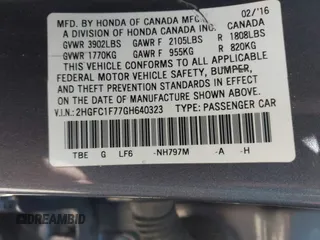 MFD. BY HONDA OF CANADA MFG. 02/'16
A DIVISION OF HONDA CANADA INC. CANADA
GVWR 3902LBS GAWR F 2105LBS R 1808LBS
GVWR 1770KG GAWR F 955KG R 820KG
THIS VEHICLE CONFORMS TO ALL APPLICABLE
FEDERAL MOTOR VEHICLE SAFETY, BUMPER,
AND THEFT PREVENTION STANDARDS IN EFFECT
ON THE DATE OF MANUFACTURE SHOWN ABOVE.
V.I.N.: 2HGFC1F77GH640323 TYPE: PASSENGER CAR
TBE G LF6 -NH797M -A -H
DREAMBID